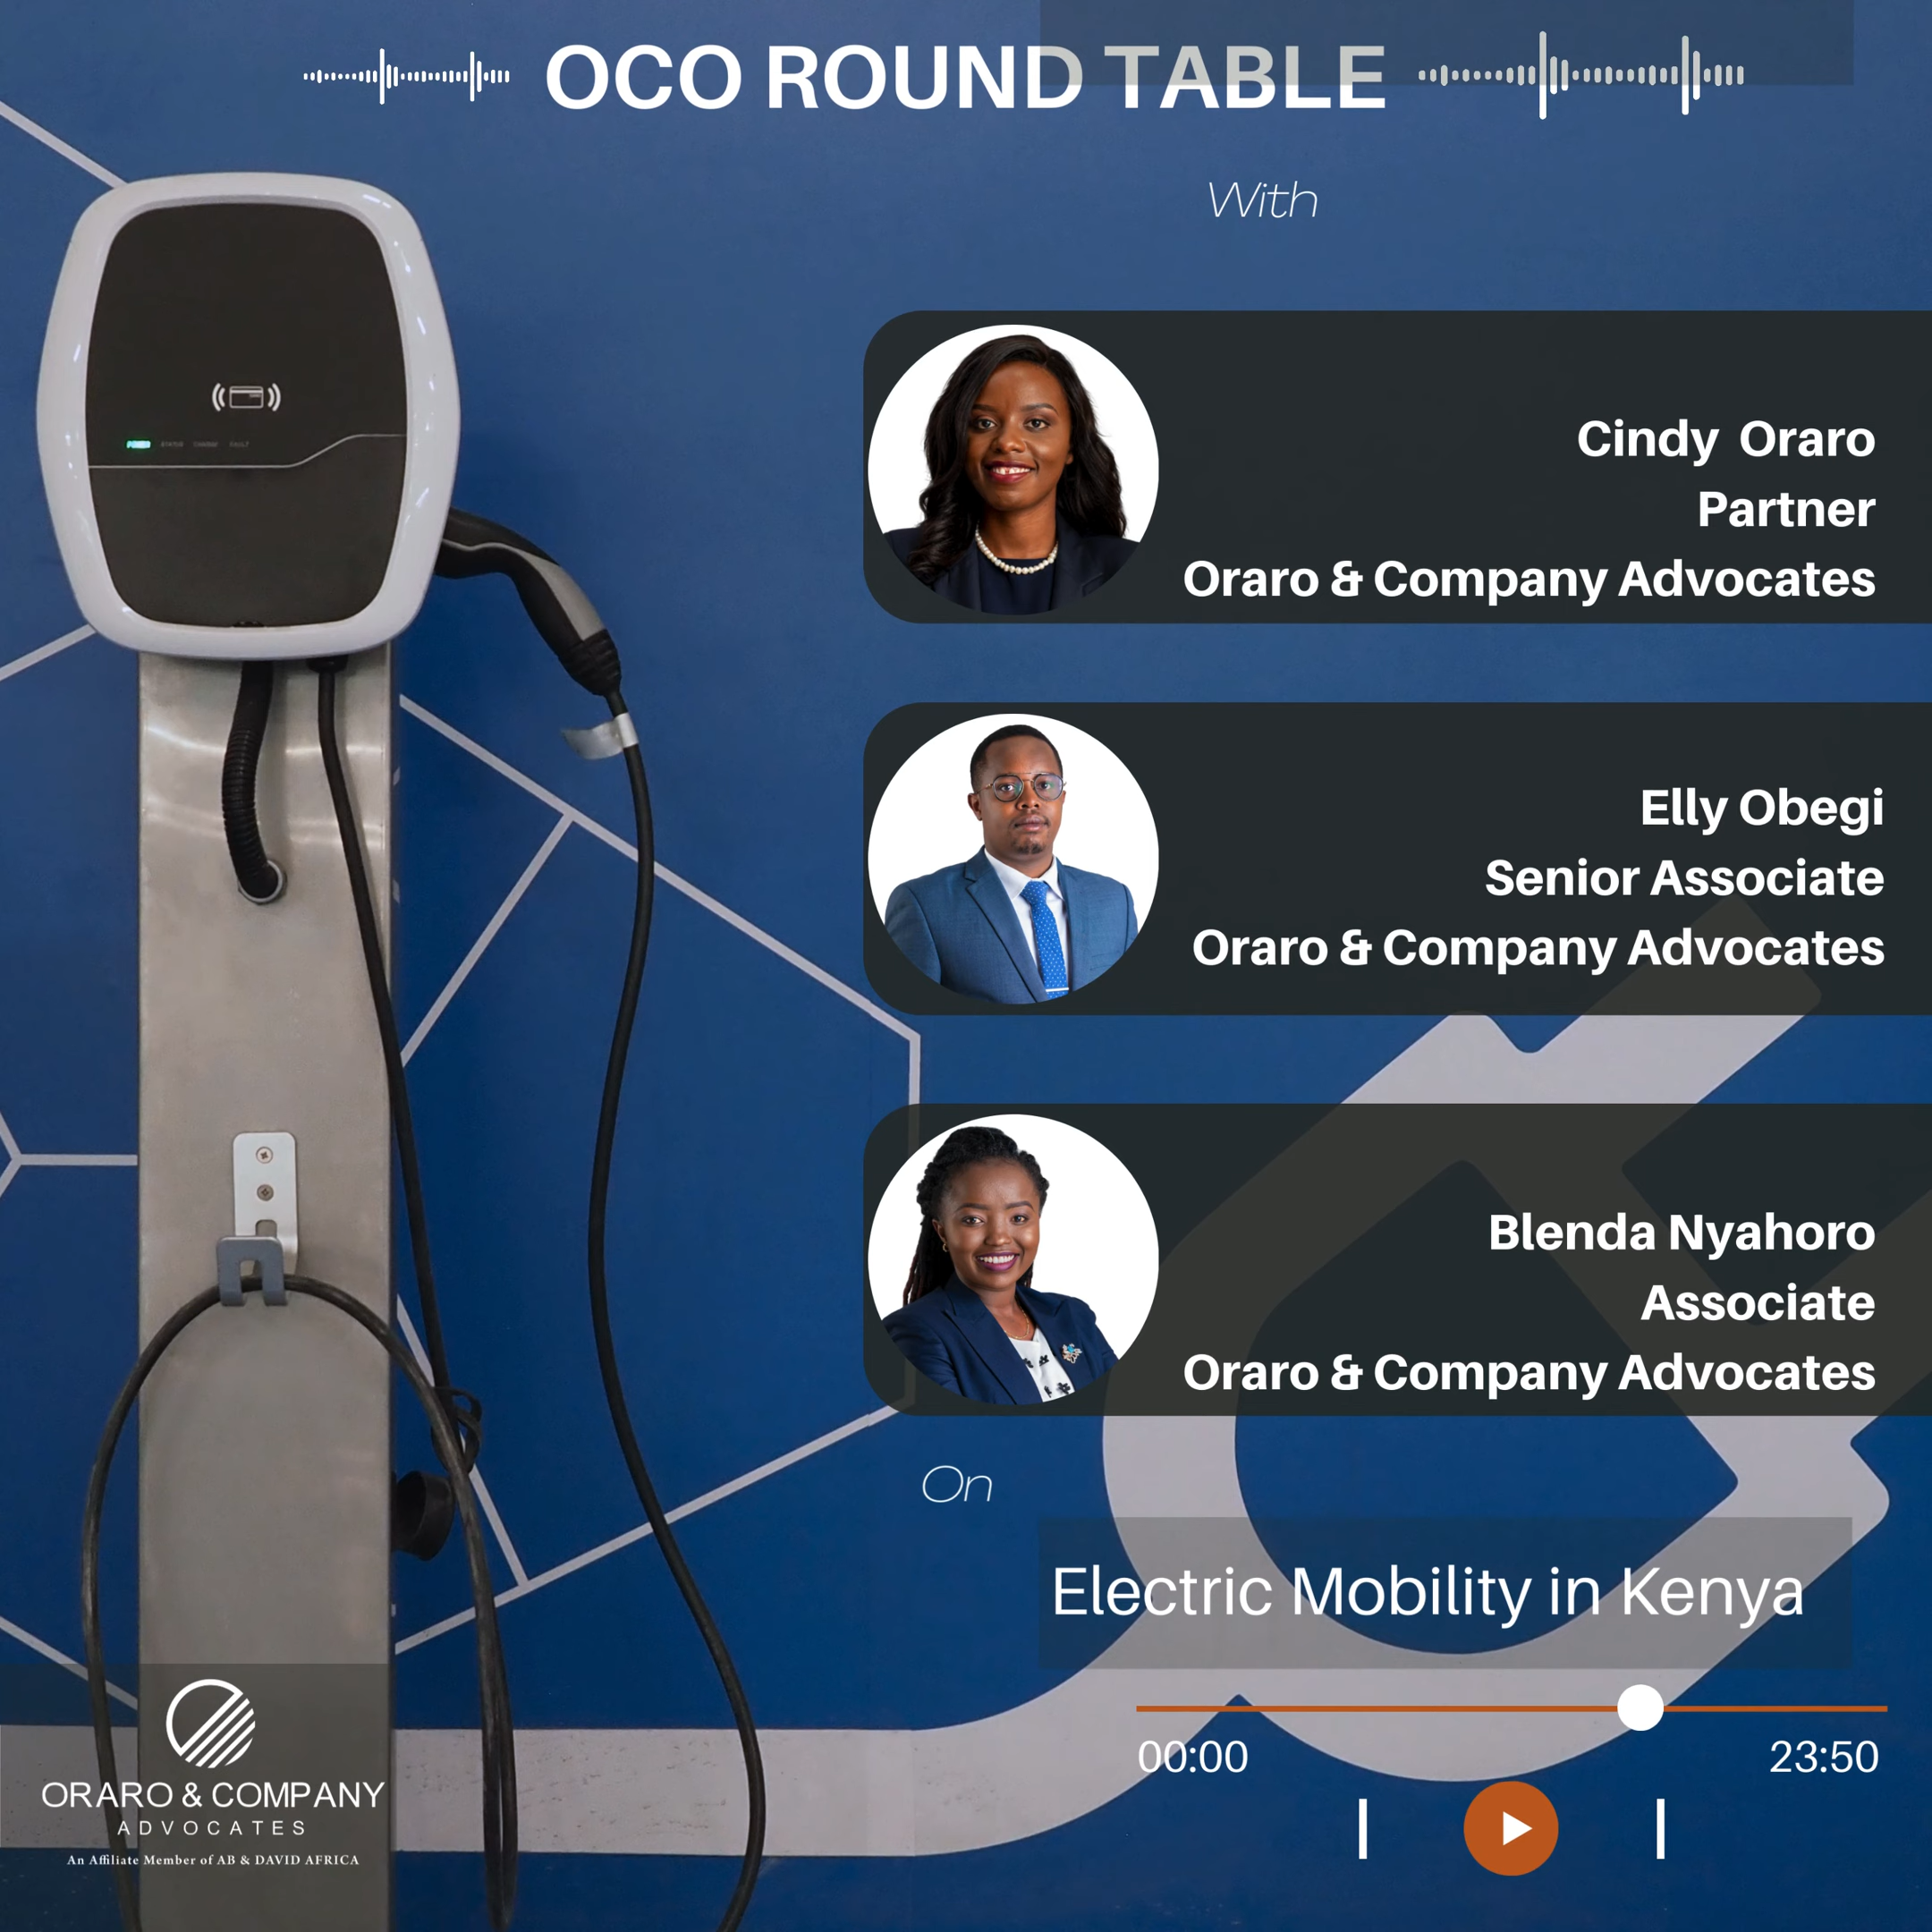 OCO ROUND TABLE
With
Cindy Oraro
Partner
Oraro & Company Advocates
Elly Obegi
Senior Associate
Oraro & Company Advocates
Blenda Nyahoro
Associate
Oraro & Company Advocates
On
Electric Mobility in Kenya
00:00
23:50
ORARO & COMPANY
ADVOCATES
An Affiliate Member of AB & DAVID AFRICA